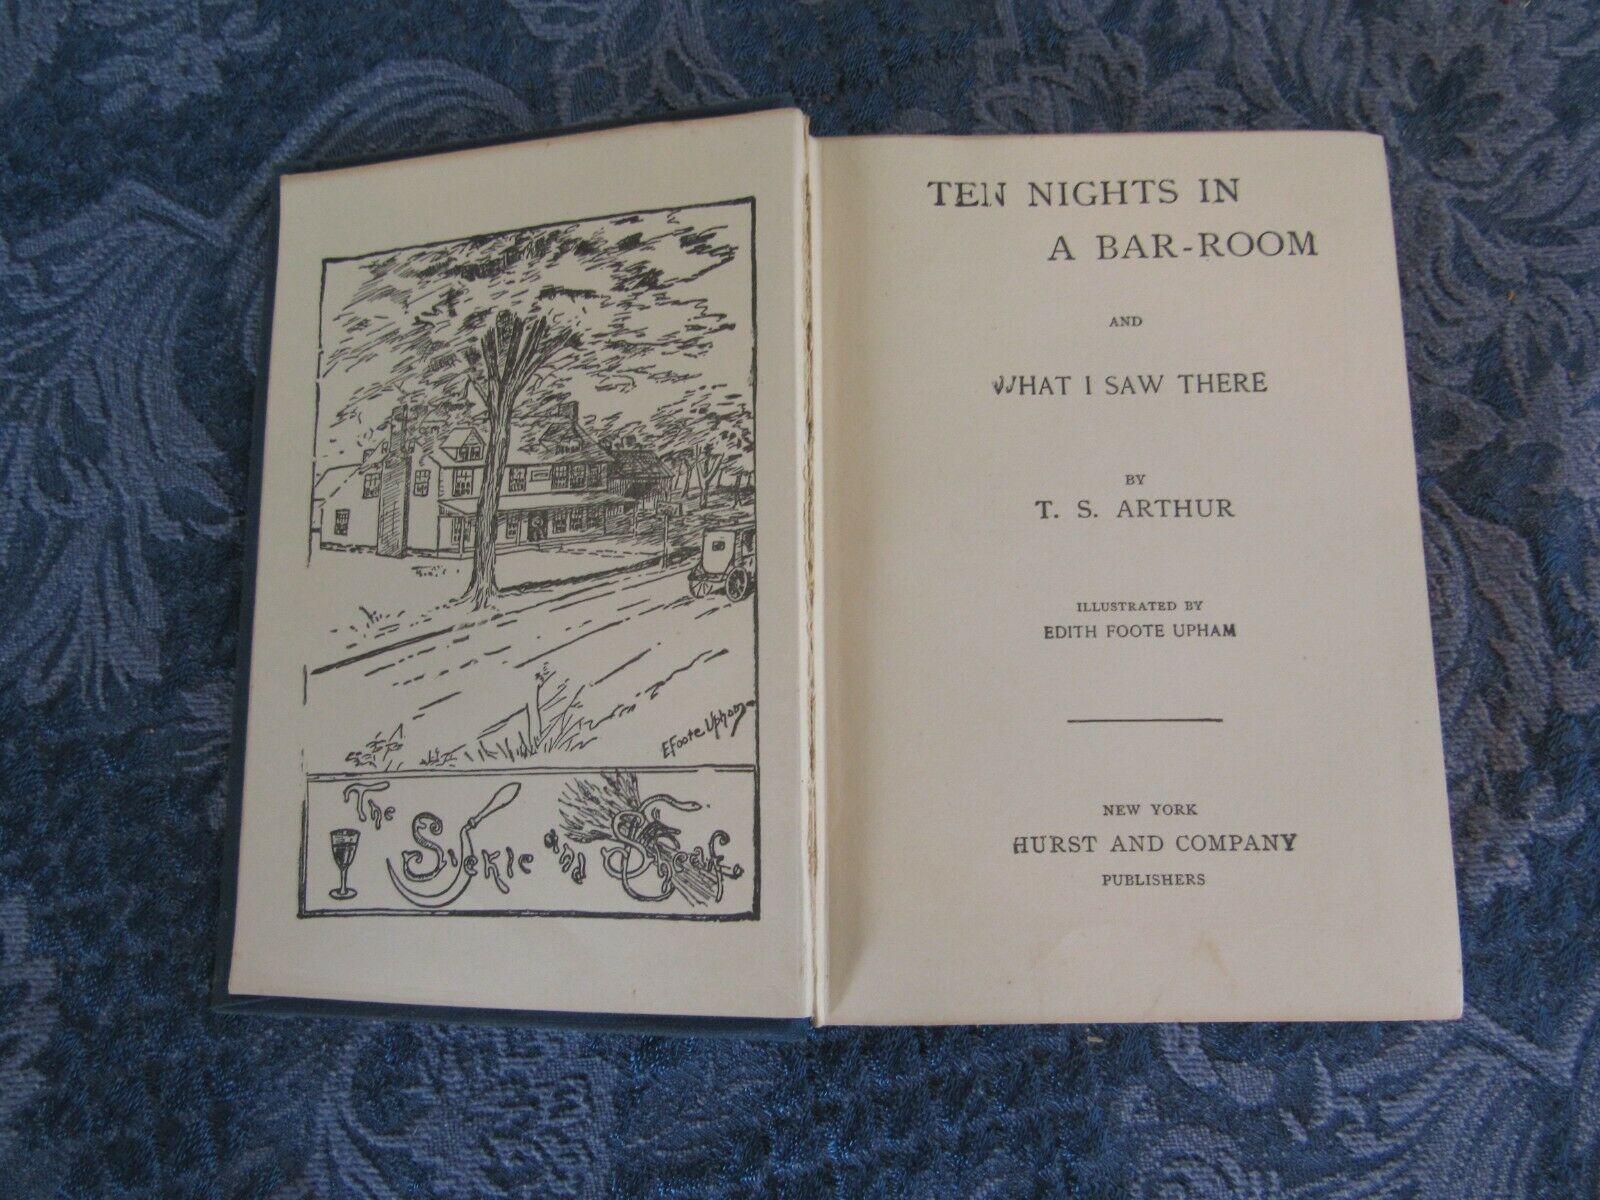 E Foote Upham
The Sickle and Sheaf
TEN NIGHTS IN
A BAR-ROOM
AND
WHAT I SAW THERE
BY
T. S. ARTHUR
ILLUSTRATED BY
EDITH FOOTE UPHAM
NEW YORK
HURST AND COMPANY
PUBLISHERS